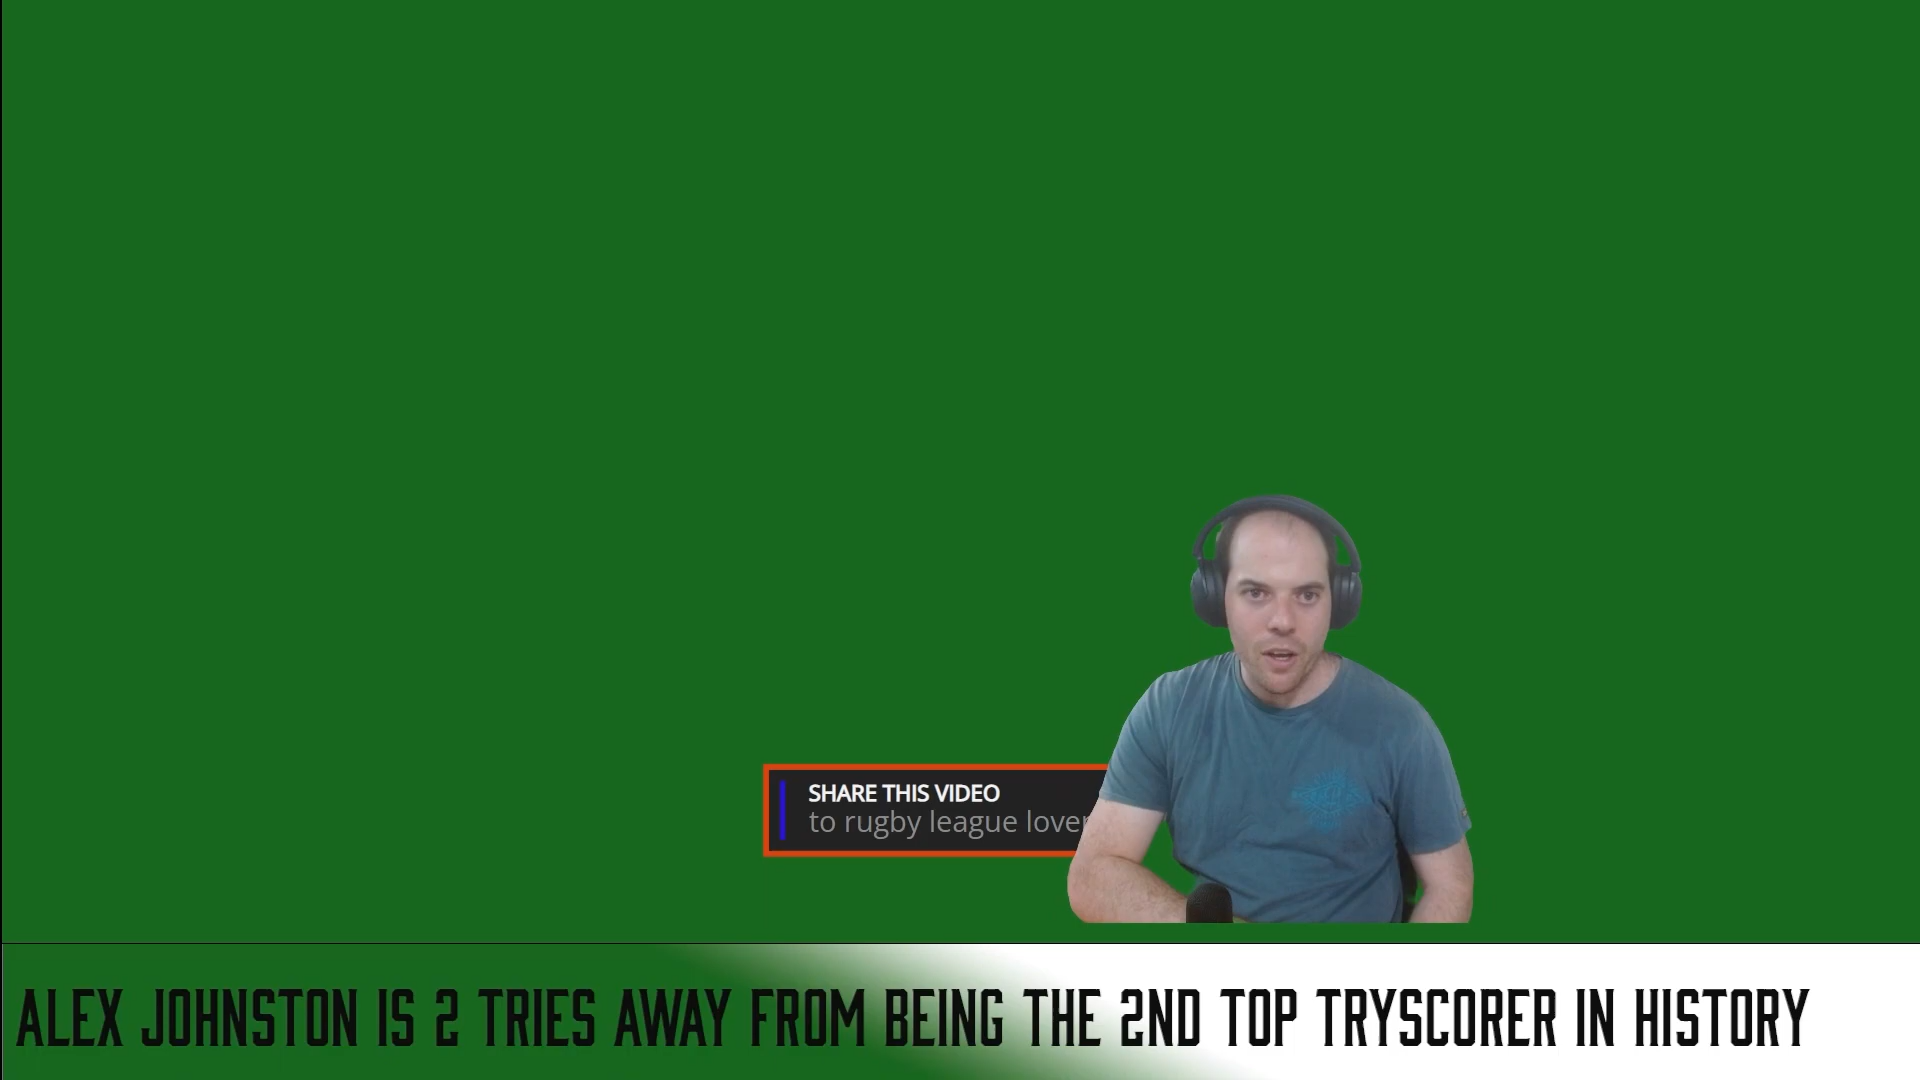 SHARE THIS VIDEO
to rugby league lover
ALEX JOHNSTON IS 2 TRIES AWAY FROM BEING THE 2ND TOP TRYSCORER IN HISTORY